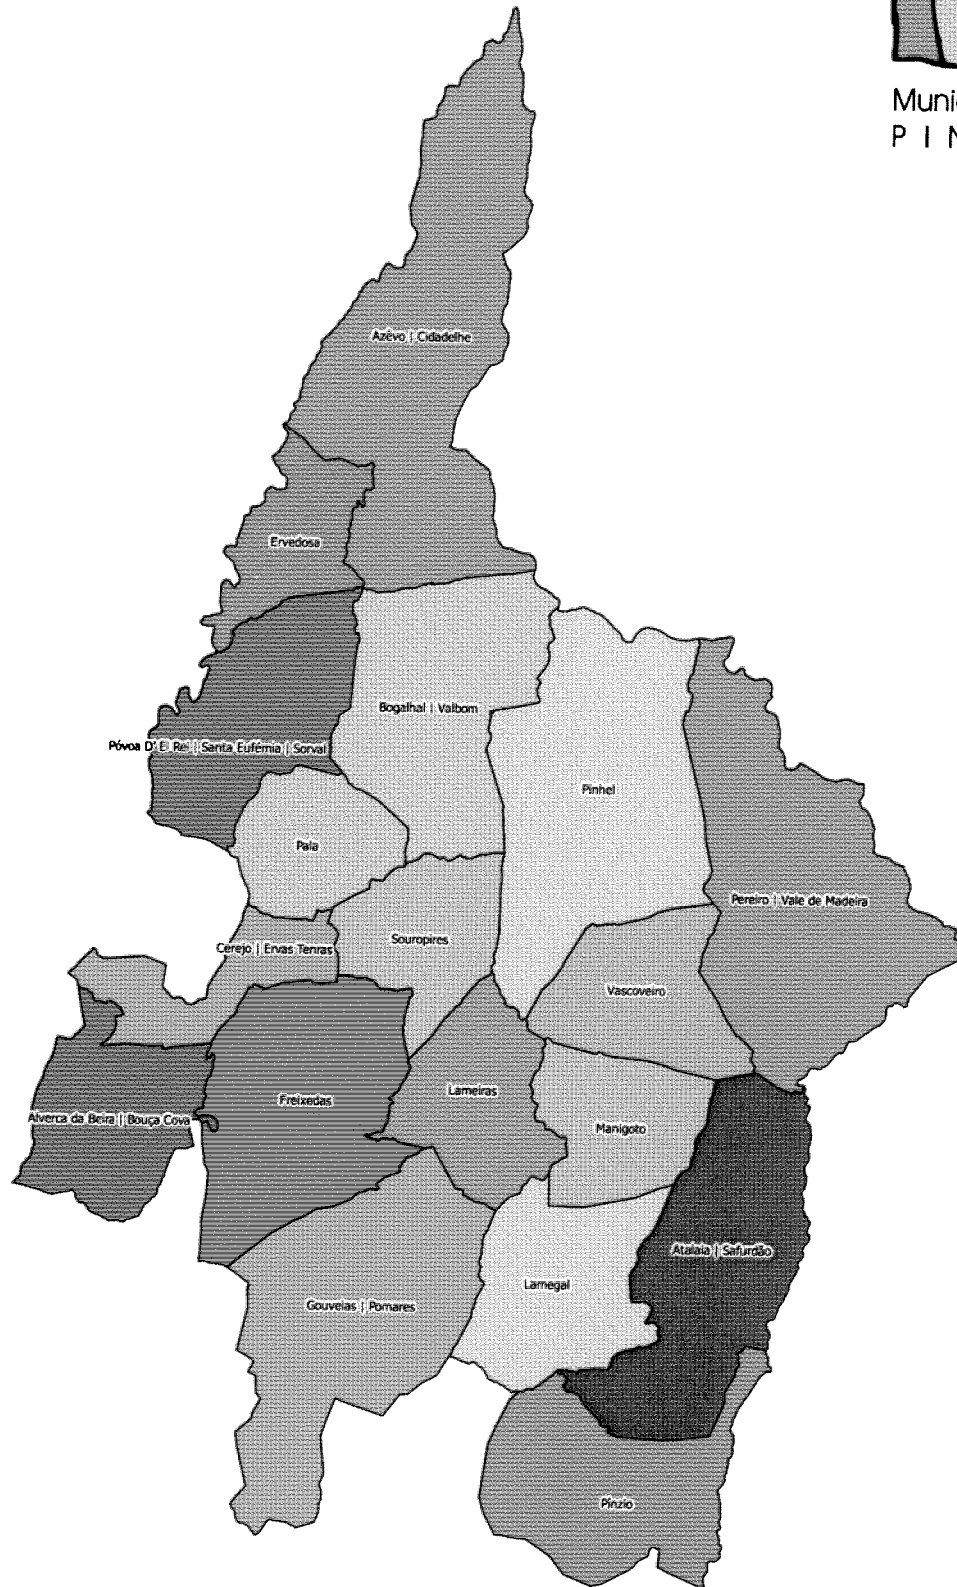 Muni
P I N
Azêvo | Cidadelhe
Ervedosa
Bogalhal | Valbom
Póvoa D' El Rei | Santa Eufémia | Sorval
Pinhel
Pala
Pereiro | Vale de Madeira
Souropires
Cerejo | Ervas Tenras
Vascoveiro
Lameiras
Freixedas
Alverca da Beira | Bouça Cova
Manigoto
Atalaia | Safurdão
Lamegal
Gouveias | Pomares
Pínzio